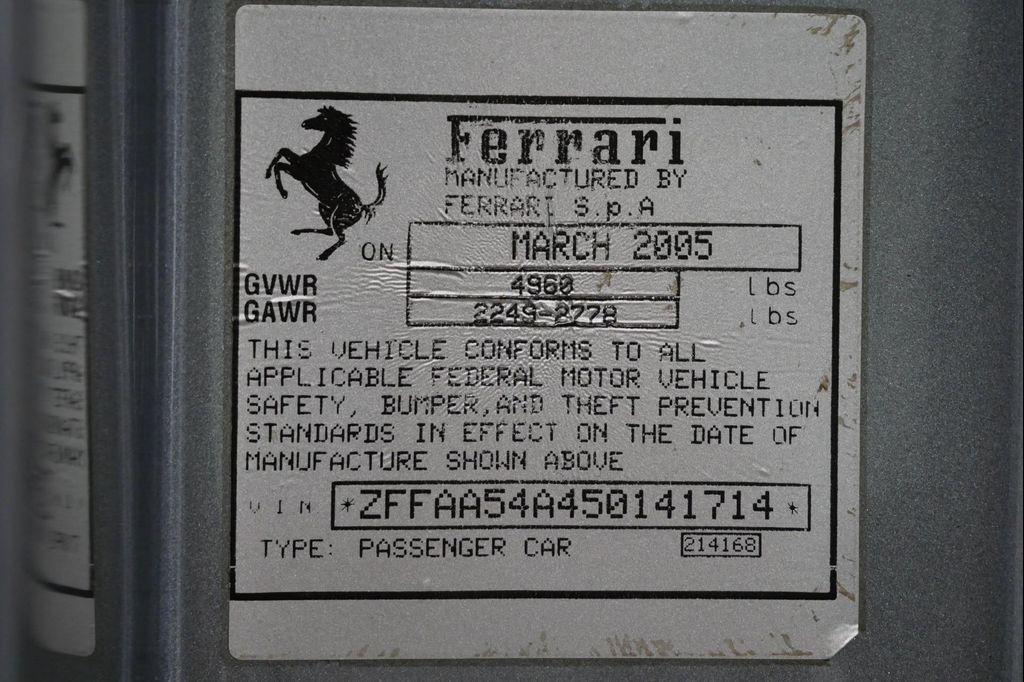 Ferrari
MANUFACTURED BY
FERRARI S.p.A
ON MARCH 2005
GVWR 4960 lbs
GAWR 2249-2778 lbs
THIS VEHICLE CONFORMS TO ALL
APPLICABLE FEDERAL MOTOR VEHICLE
SAFETY, BUMPER,AND THEFT PREVENTION
STANDARDS IN EFFECT ON THE DATE OF
MANUFACTURE SHOWN ABOVE
VIN *ZFFAA54A450141714*
TYPE: PASSENGER CAR 214168